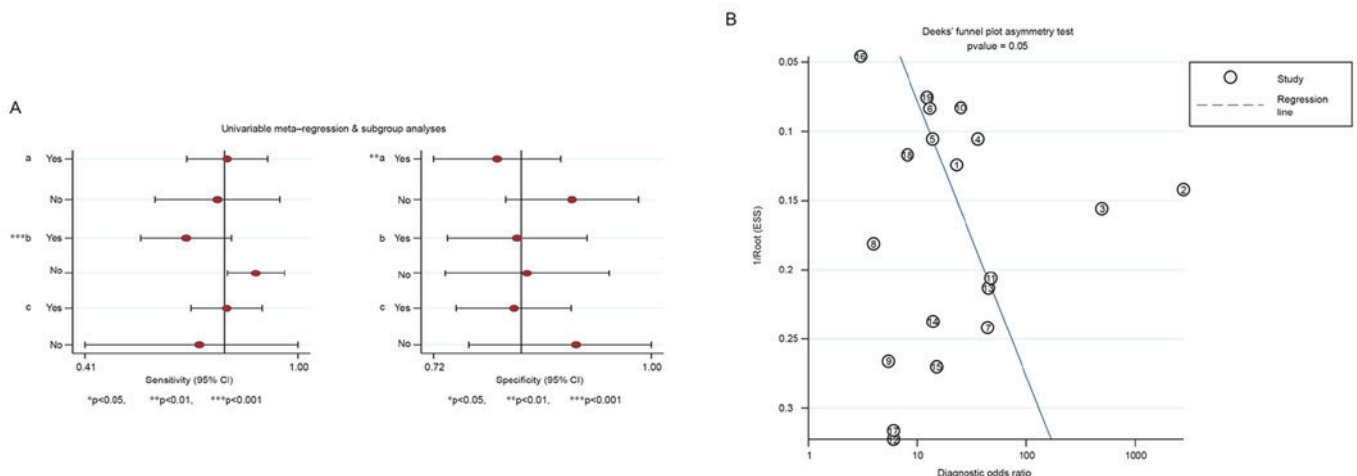 A
Univariable meta-regression & subgroup analyses
a Yes
No
***b Yes
No
c Yes
No
0.41 1.00
Sensitivity (95% CI)
*p<0.05, **p<0.01, ***p<0.001
**a Yes
No
b Yes
No
c Yes
No
0.72 1.00
Specificity (95% CI)
*p<0.05, **p<0.01, ***p<0.001
B
Deeks' funnel plot asymmetry test
pvalue = 0.05
1/Root (ESS)
0.05
0.1
0.15
0.2
0.25
0.3
16
19
6
10
5
4
18
1
2
3
8
11
13
14
7
9
15
17
12
1 10 100 1000
Diagnostic odds ratio
Study
Regression
line